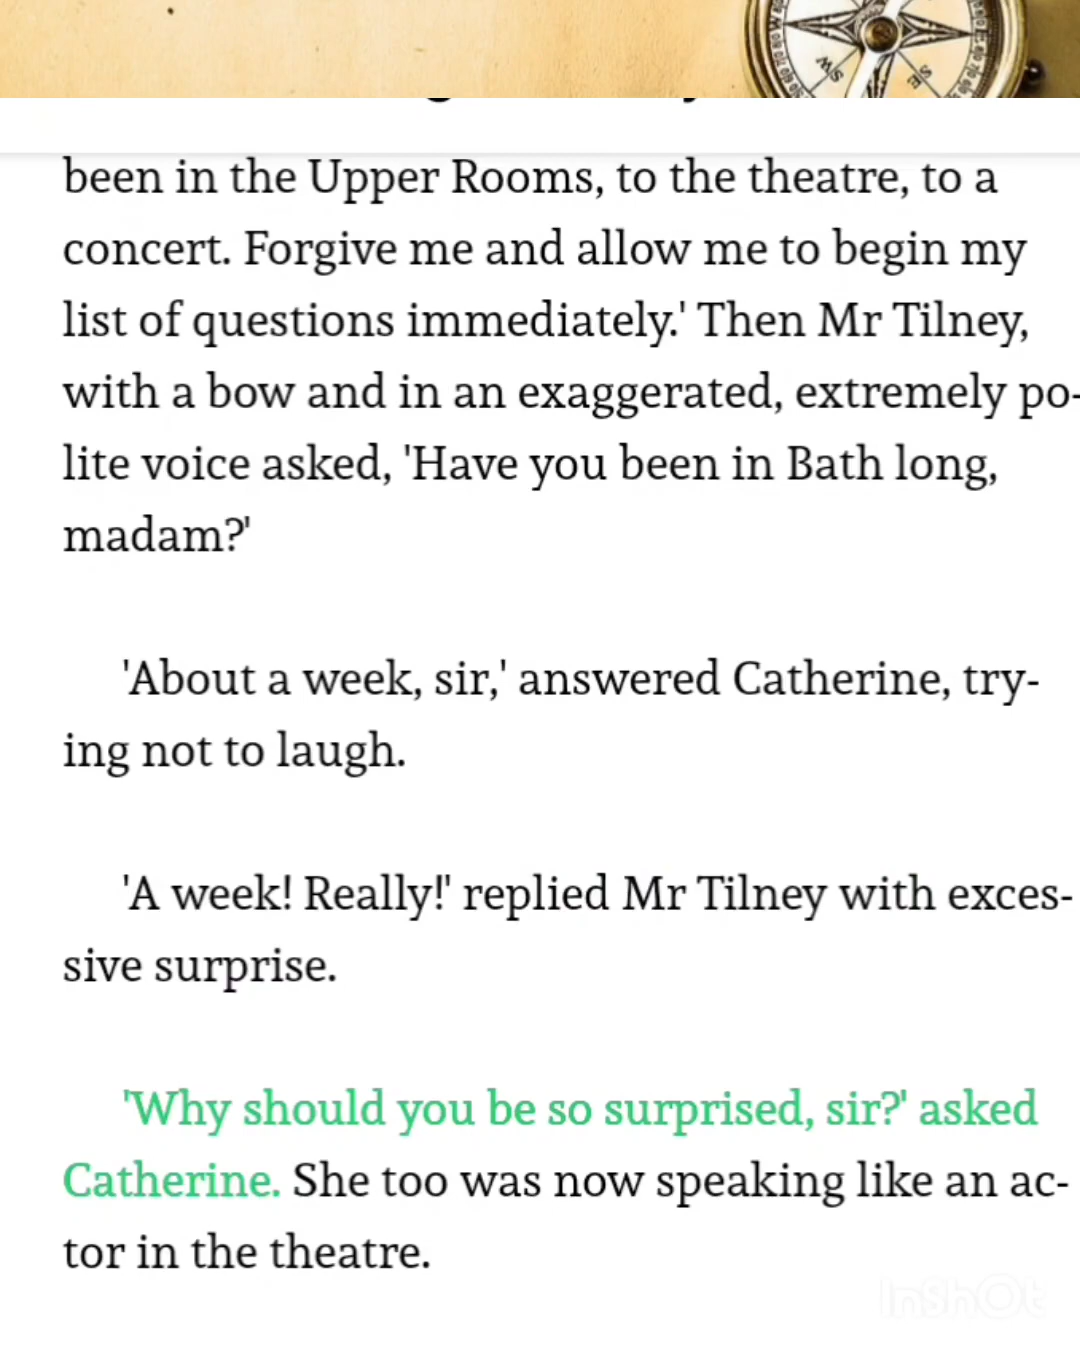 SW
SE
been in the Upper Rooms, to the theatre, to a
concert. Forgive me and allow me to begin my
list of questions immediately.' Then Mr Tilney,
with a bow and in an exaggerated, extremely po-
lite voice asked, 'Have you been in Bath long,
madam?'
'About a week, sir,' answered Catherine, try-
ing not to laugh.
'A week! Really!' replied Mr Tilney with exces-
sive surprise.
'Why should you be so surprised, sir?' asked
Catherine. She too was now speaking like an ac-
tor in the theatre.
InShOt